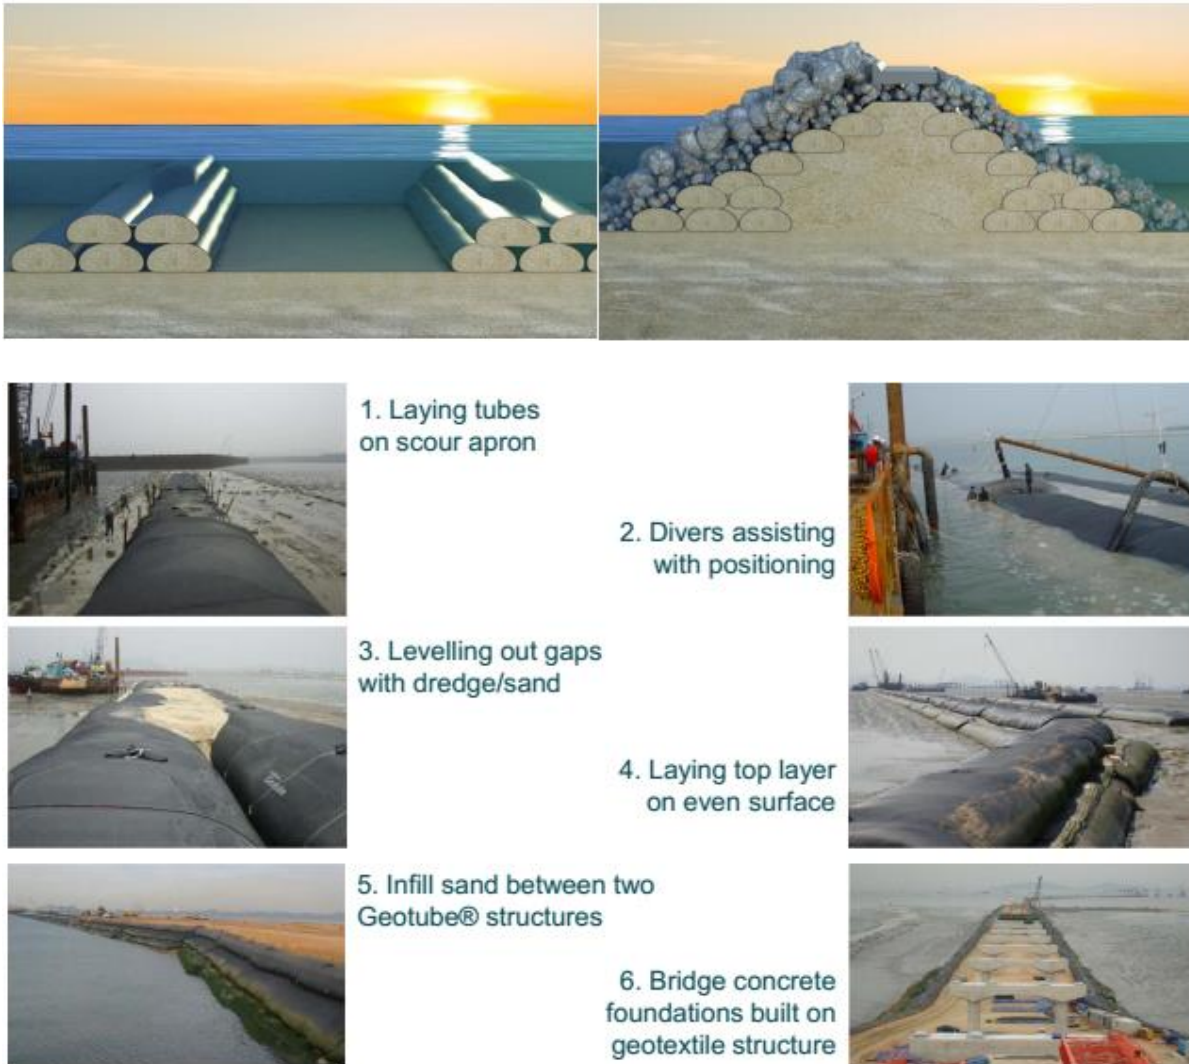 1. Laying tubes
on scour apron
2. Divers assisting
with positioning
3. Levelling out gaps
with dredge/sand
4. Laying top layer
on even surface
5. Infill sand between two
Geotube® structures
6. Bridge concrete
foundations built on
geotextile structure